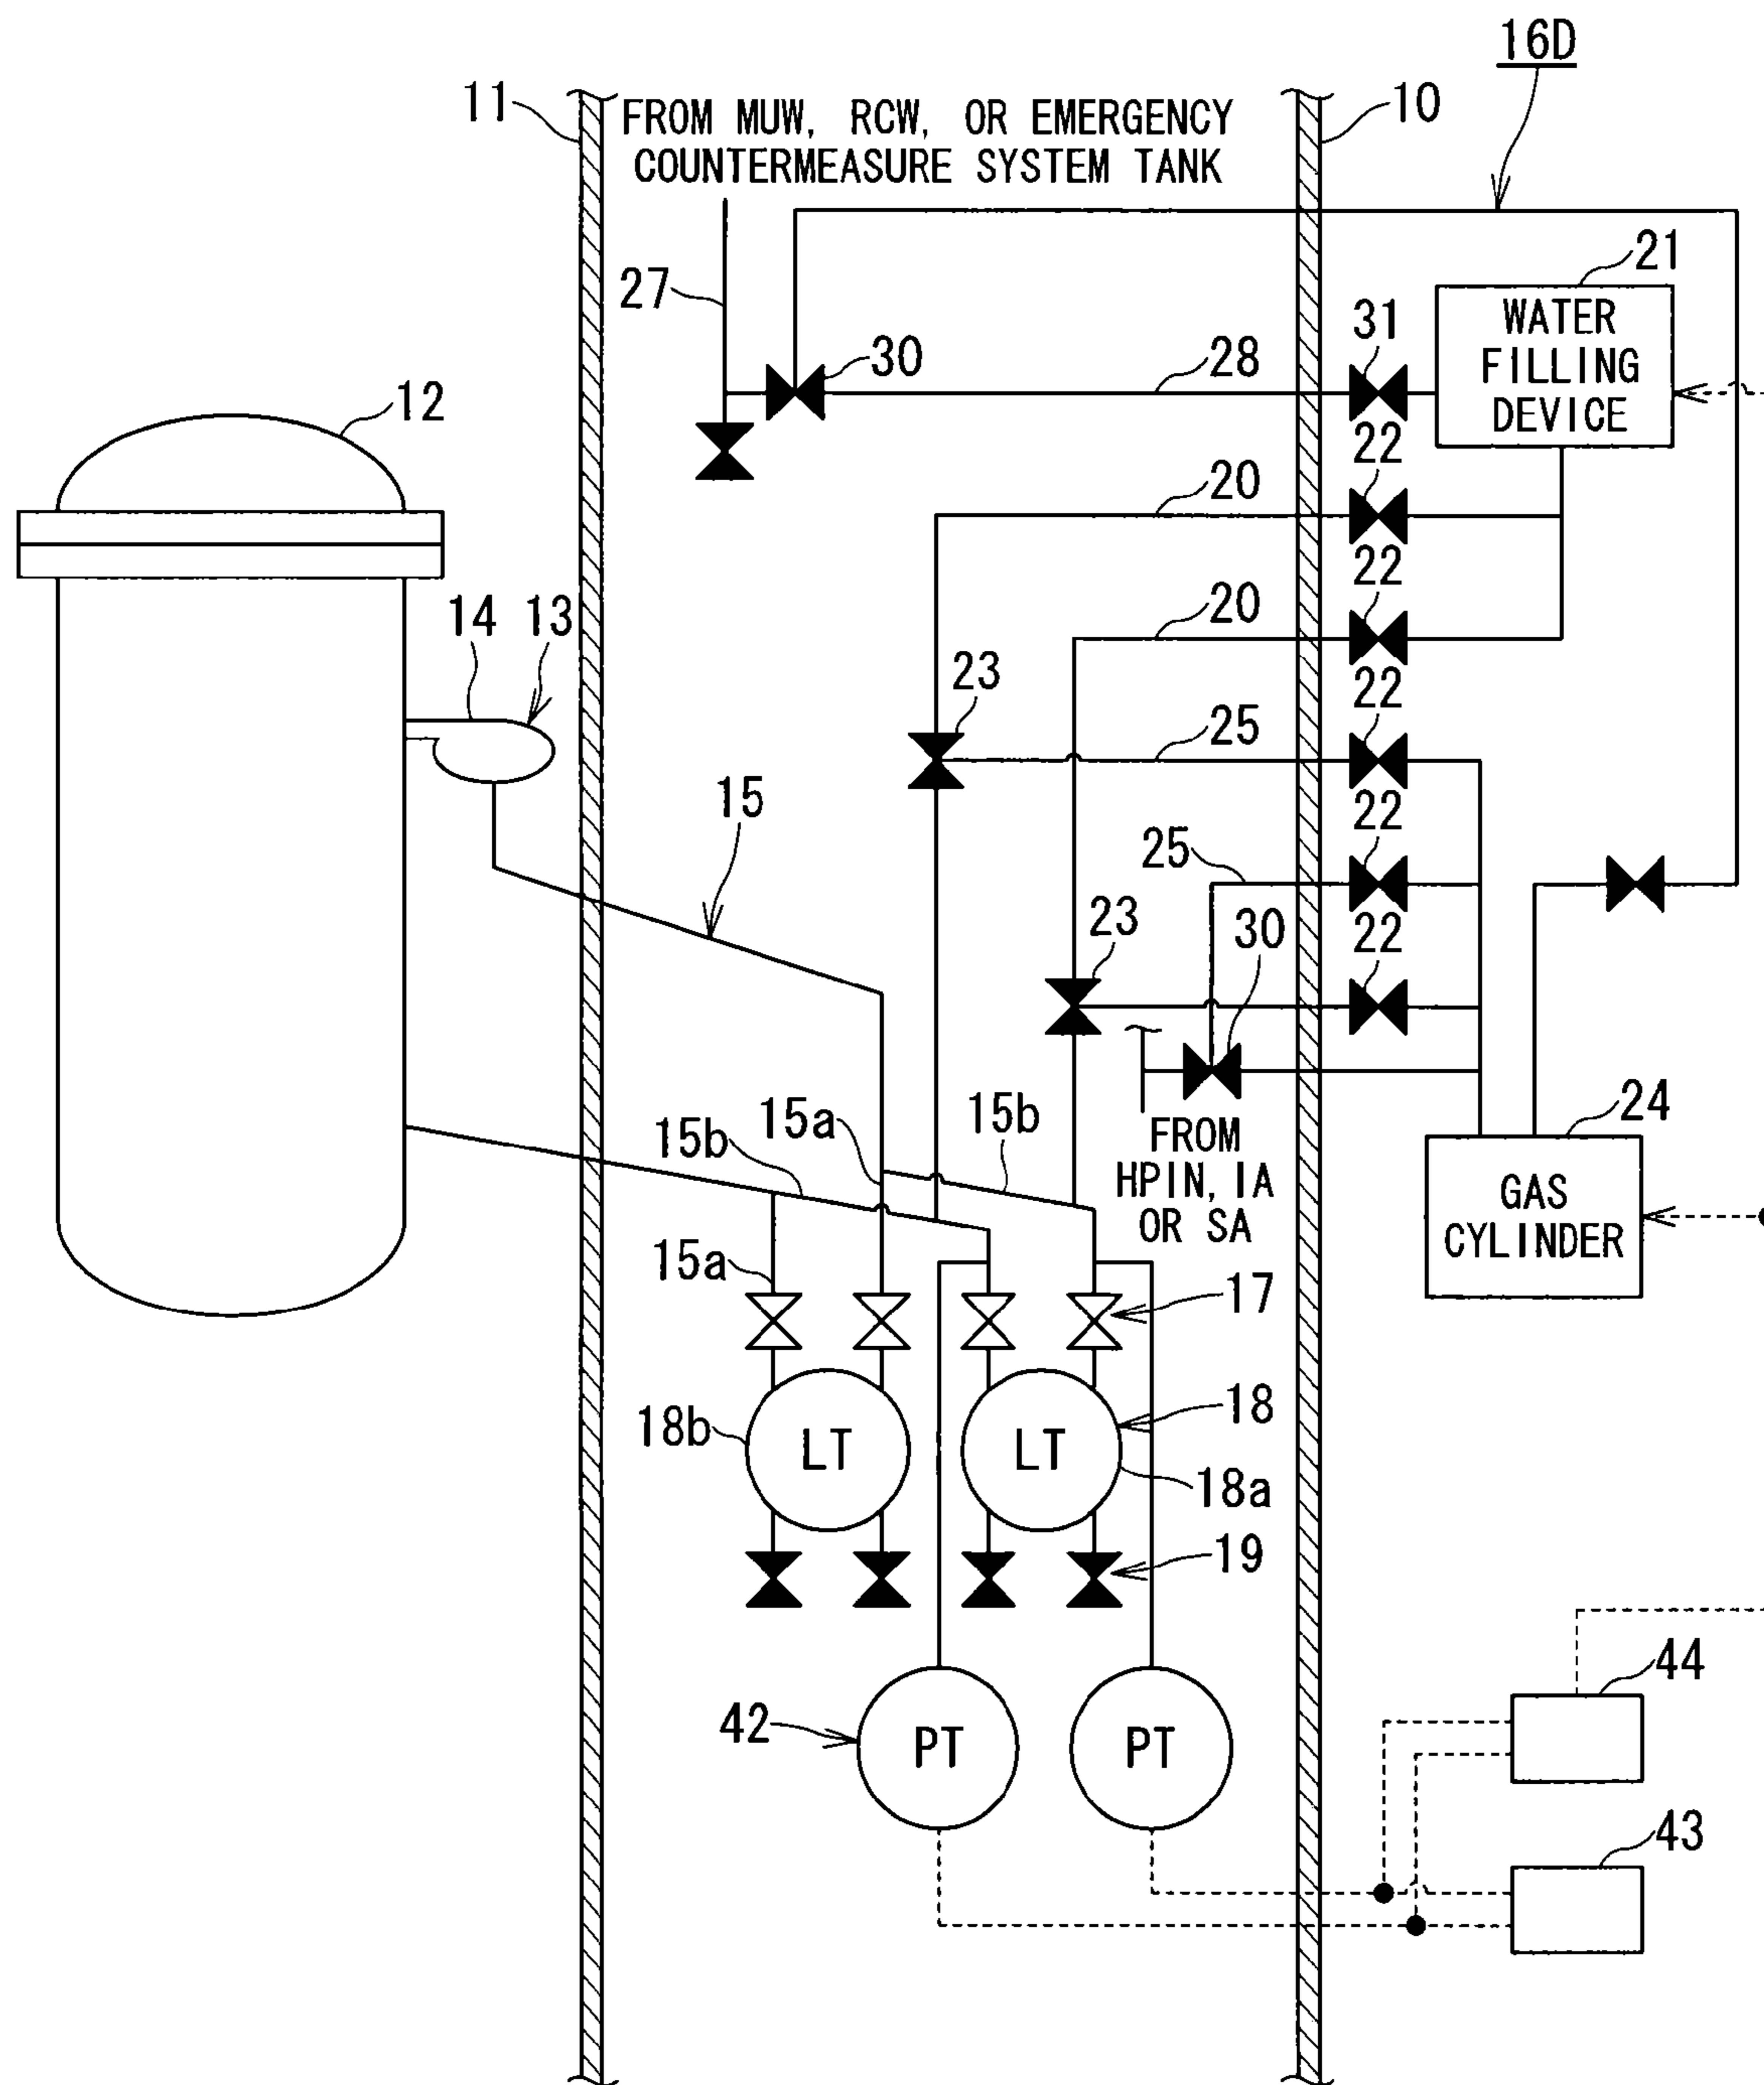 16D
11
FROM MUW, RCW, OR EMERGENCY
COUNTERMEASURE SYSTEM TANK
10
21
27
30
28
31
WATER
FILLING
DEVICE
12
22
20
22
14
13
20
22
23
25
15
22
25
30
23
22
15a
15b
15b
24
FROM
HPIN, IA
OR SA
GAS
CYLINDER
15a
17
18b
LT
LT
18
18a
19
44
42
PT
PT
43